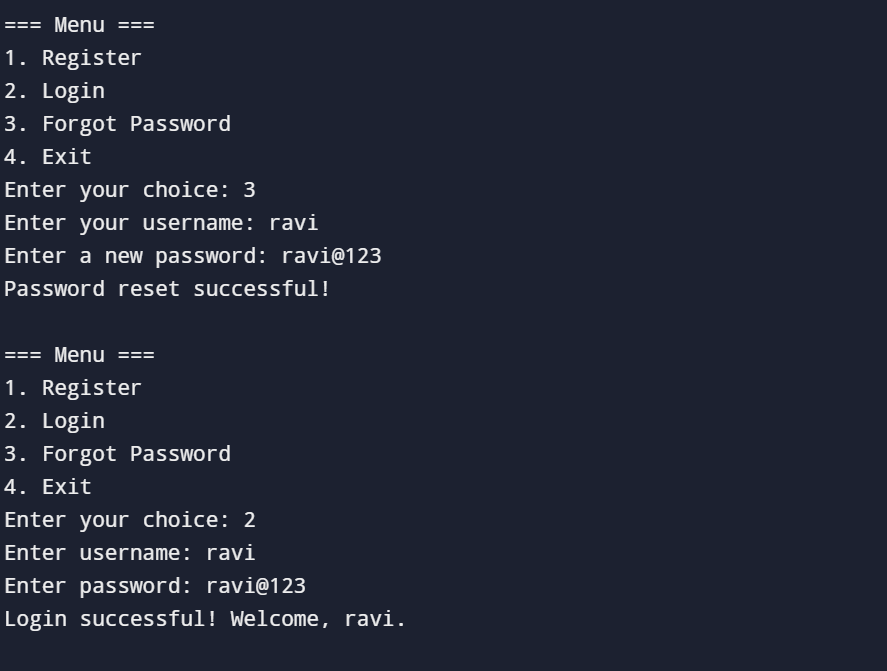 === Menu ===
1. Register
2. Login
3. Forgot Password
4. Exit
Enter your choice: 3
Enter your username: ravi
Enter a new password: ravi@123
Password reset successful!
=== Menu ===
1. Register
2. Login
3. Forgot Password
4. Exit
Enter your choice: 2
Enter username: ravi
Enter password: ravi@123
Login successful! Welcome, ravi.